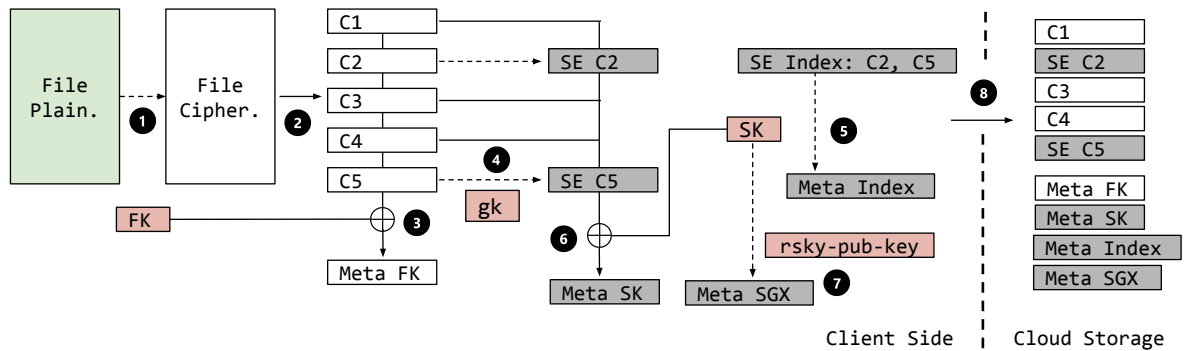 File
Plain.
1
File
Cipher.
2
C1
C2
C3
C4
C5
FK
3
Meta FK
4
gk
SE C2
SE C5
6
Meta SK
SK
SE Index: C2, C5
5
Meta Index
rsky-pub-key
7
Meta SGX
8
Client Side
C1
SE C2
C3
C4
SE C5
Meta FK
Meta SK
Meta Index
Meta SGX
Cloud Storage